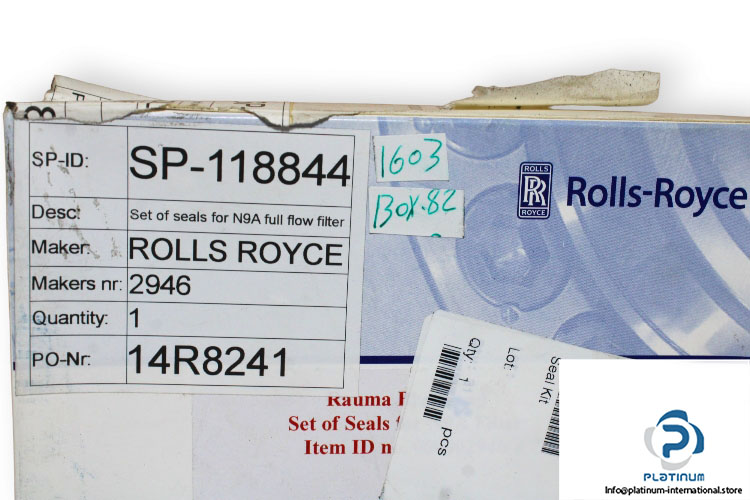 SP-ID: SP-118844
Desc: Set of seals for N9A full flow filter
Maker: ROLLS ROYCE
Makers nr: 2946
Quantity: 1
PO-Nr: 14R8241
1603
BOX.82
ROLLS
RR
ROYCE
Rolls-Royce
Rauma
Set of Seals
Item ID
Qty: 1 pcs
Lot:
Seal Kit
PLATINUM
Info@platinum-international.store